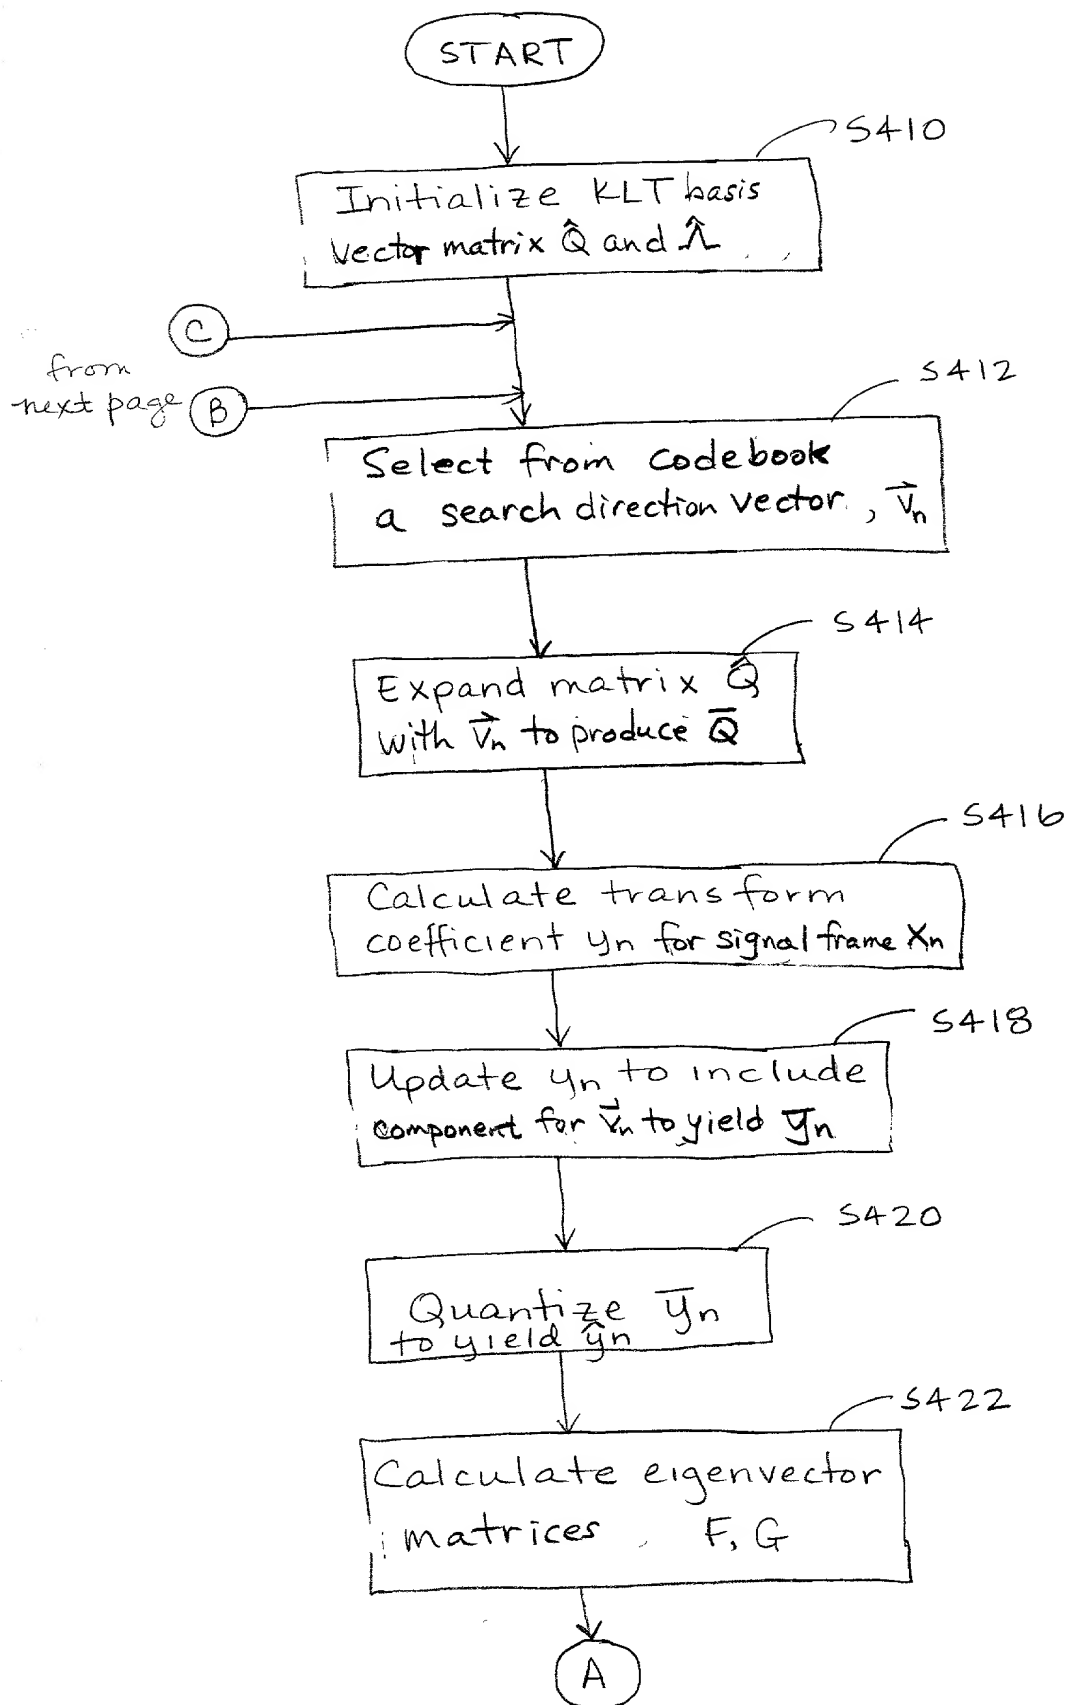 START
S410
Initialize KLT basis
vector matrix Q̂ and Λ̂
C
from
next page
B
S412
Select from codebook
a search direction vector, v⃗n
S414
Expand matrix Q̂
with v⃗n to produce Q̄
S416
Calculate transform
coefficient yn for signal frame Xn
S418
Update yn to include
component for v⃗n to yield ȳn
S420
Quantize ȳn
to yield ŷn
S422
Calculate eigenvector
matrices F, G
A